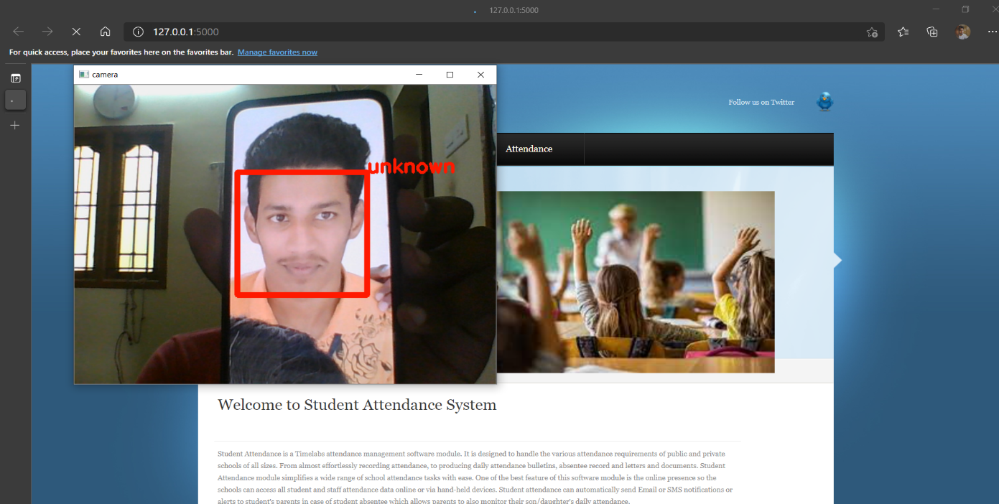 127.0.0.1:5000
127.0.0.1:5000
For quick access, place your favorites here on the favorites bar. Manage favorites now
camera
Follow us on Twitter
Attendance
unknown
Welcome to Student Attendance System
Student Attendance is a Timelabs attendance management software module. It is designed to handle the various attendance requirements of public and private
schools of all sizes. From almost effortlessly recording attendance, to producing daily attendance bulletins, absentee record and letters and documents. Student
Attendance module simplifies a wide range of school attendance tasks with ease. One of the best feature of this software module is the online presence so the
schools can access all student and staff attendance data online or via hand-held devices. Student attendance can automatically send Email or SMS notifications or
alerts to student's parents in case of student absentee which allows parents to also monitor their son/daughter's daily attendance.